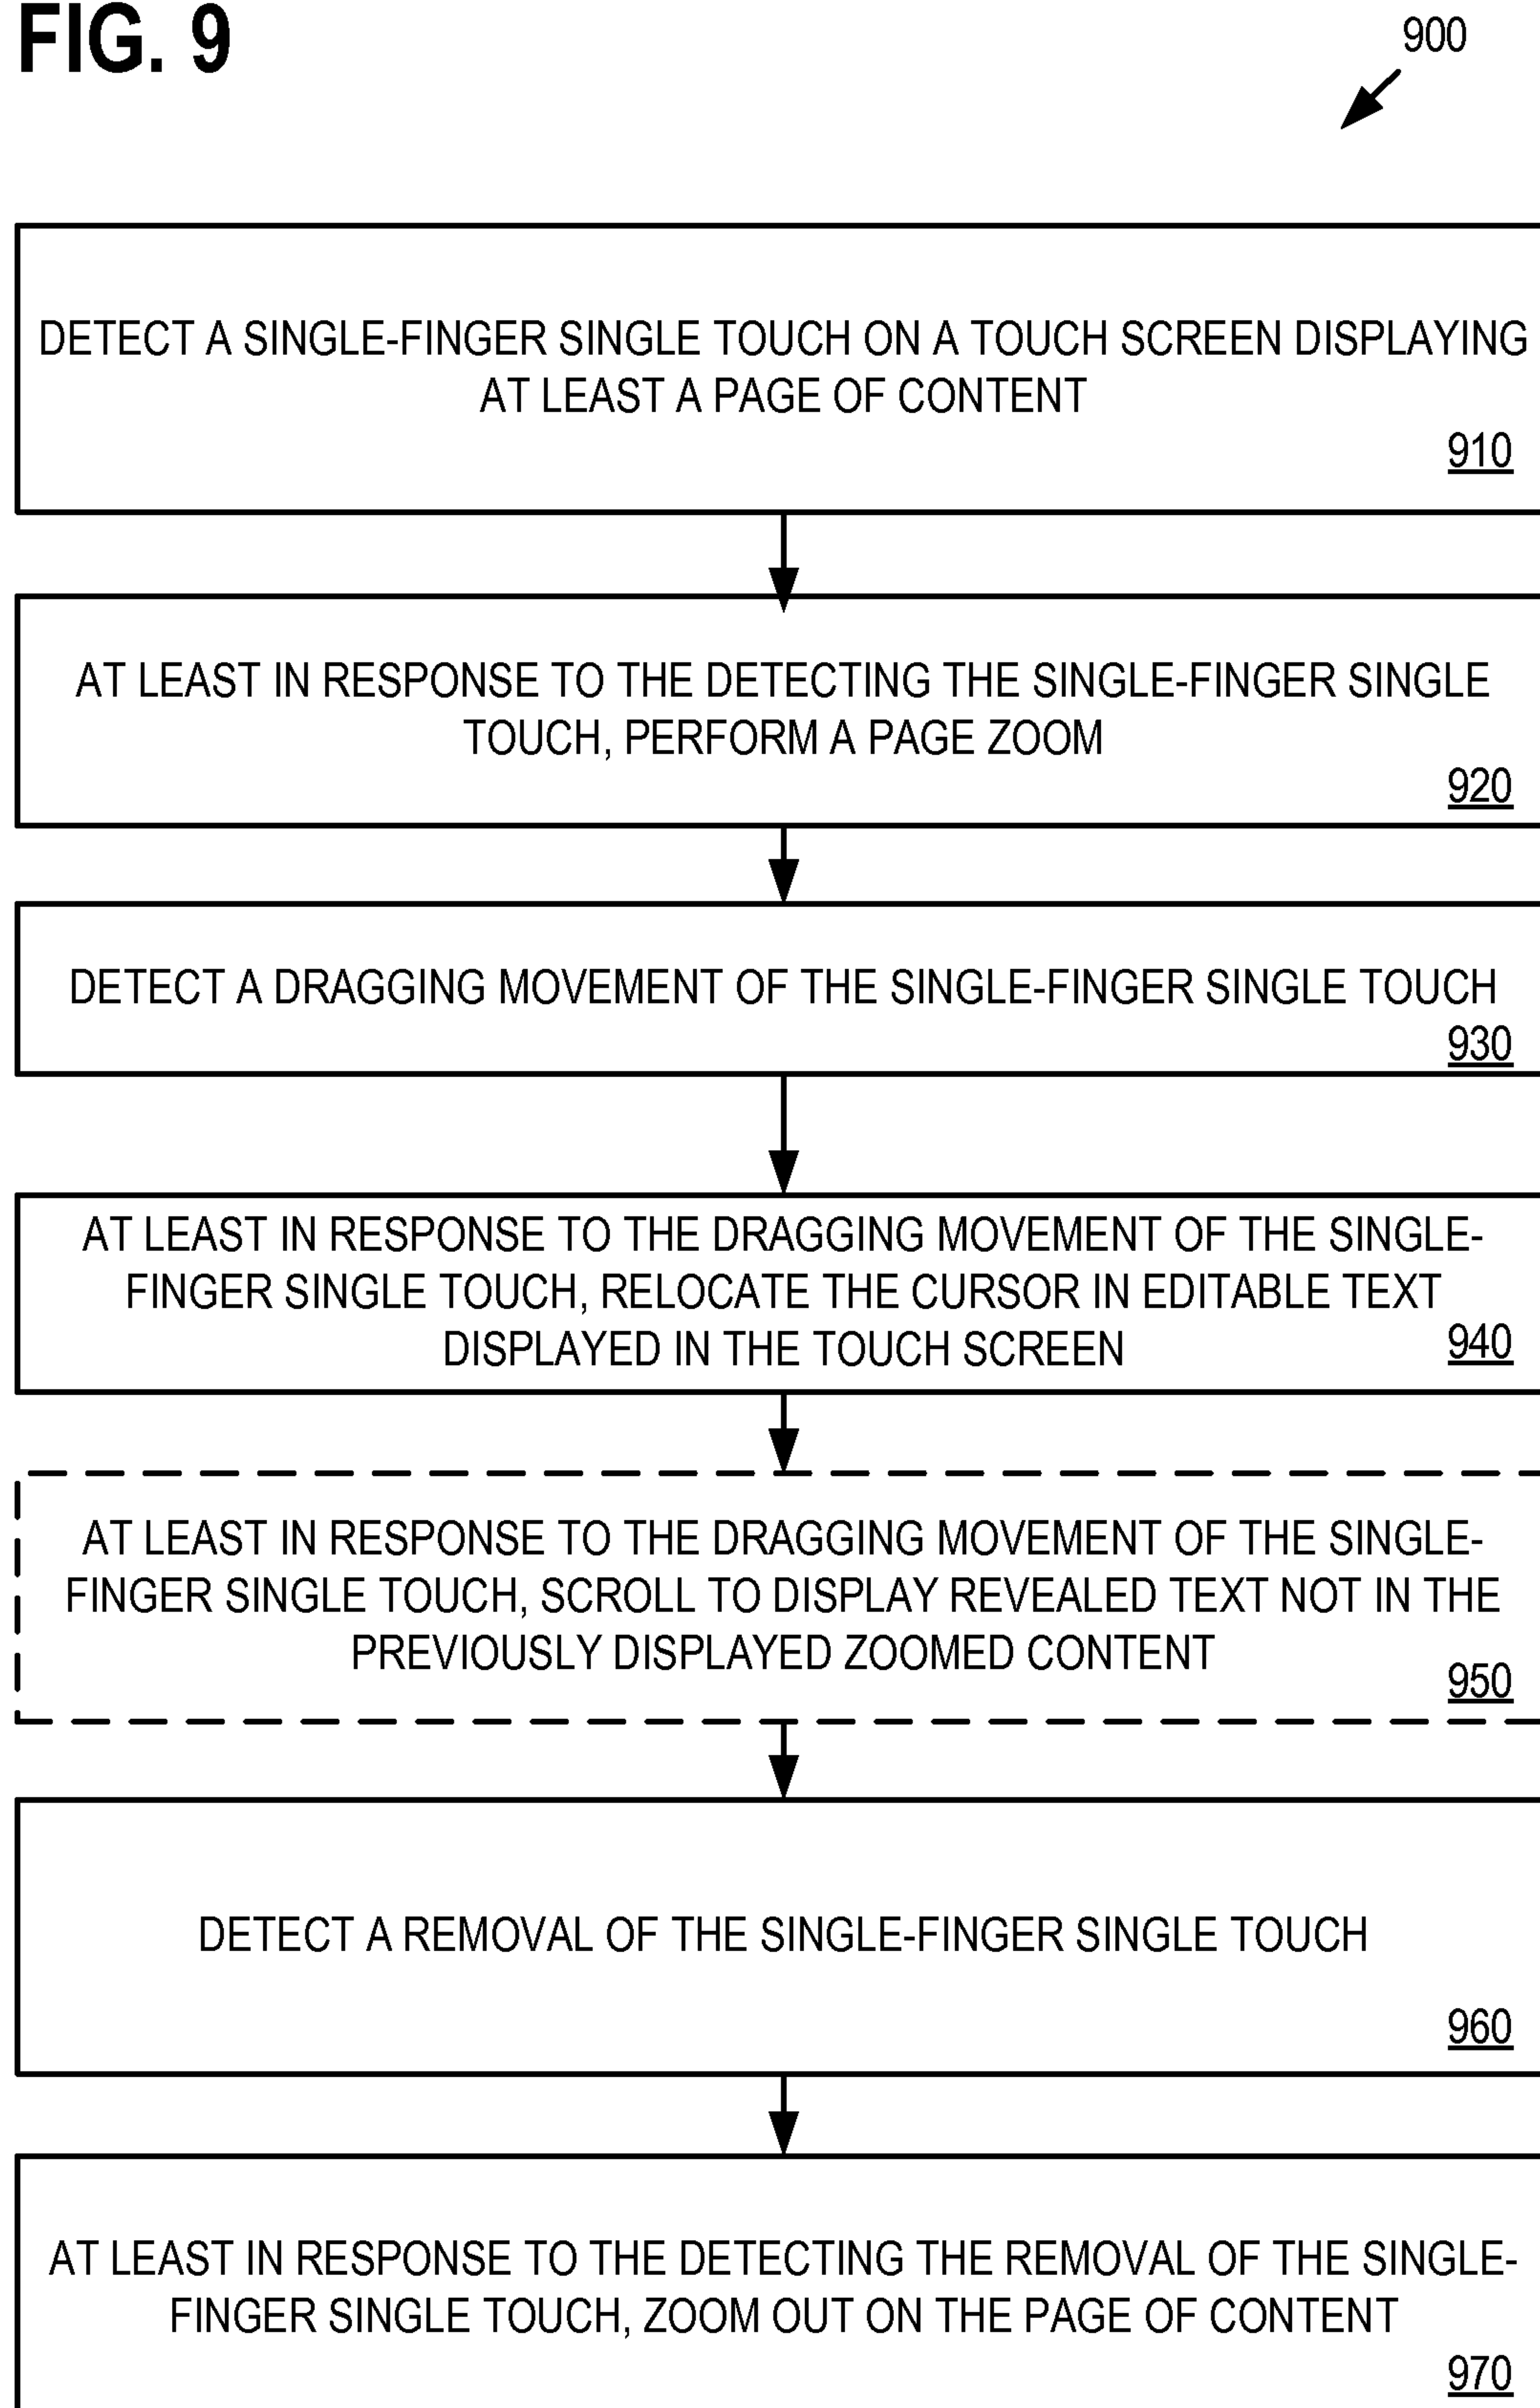 FIG. 9
900
DETECT A SINGLE-FINGER SINGLE TOUCH ON A TOUCH SCREEN DISPLAYING
AT LEAST A PAGE OF CONTENT
910
AT LEAST IN RESPONSE TO THE DETECTING THE SINGLE-FINGER SINGLE
TOUCH, PERFORM A PAGE ZOOM
920
DETECT A DRAGGING MOVEMENT OF THE SINGLE-FINGER SINGLE TOUCH
930
AT LEAST IN RESPONSE TO THE DRAGGING MOVEMENT OF THE SINGLE-
FINGER SINGLE TOUCH, RELOCATE THE CURSOR IN EDITABLE TEXT
DISPLAYED IN THE TOUCH SCREEN
940
AT LEAST IN RESPONSE TO THE DRAGGING MOVEMENT OF THE SINGLE-
FINGER SINGLE TOUCH, SCROLL TO DISPLAY REVEALED TEXT NOT IN THE
PREVIOUSLY DISPLAYED ZOOMED CONTENT
950
DETECT A REMOVAL OF THE SINGLE-FINGER SINGLE TOUCH
960
AT LEAST IN RESPONSE TO THE DETECTING THE REMOVAL OF THE SINGLE-
FINGER SINGLE TOUCH, ZOOM OUT ON THE PAGE OF CONTENT
970